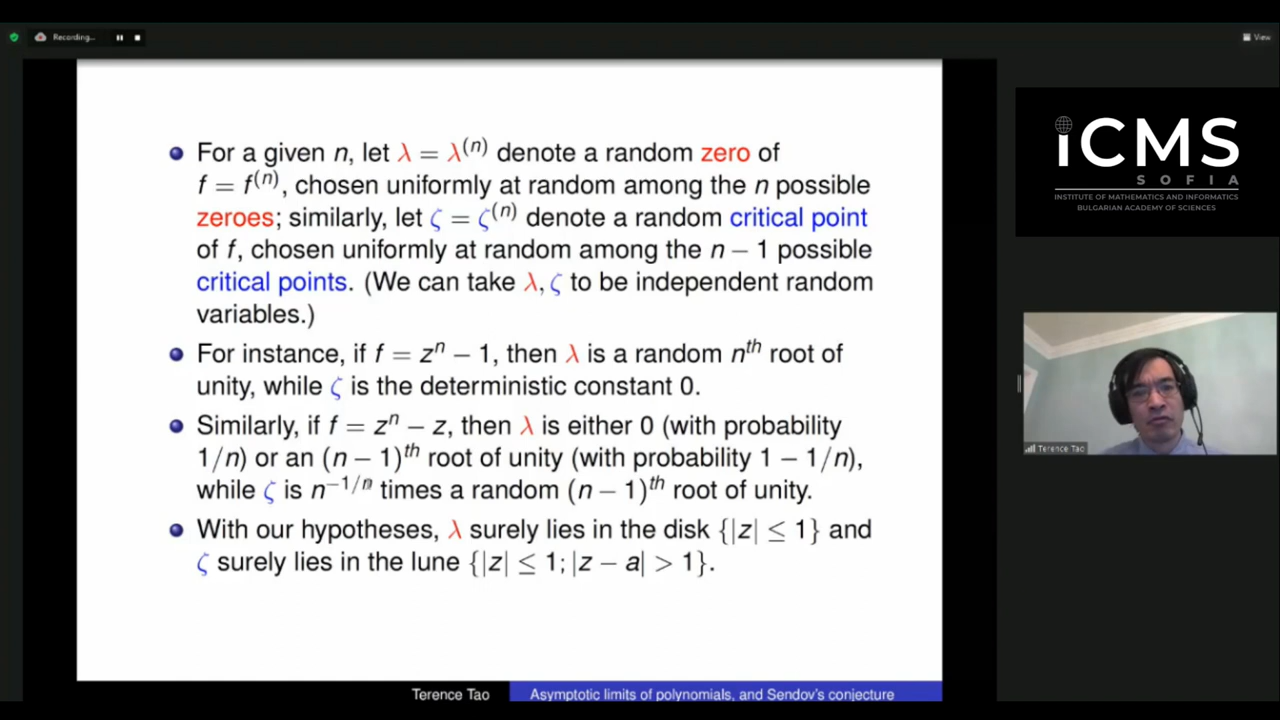 Recording...
View
For a given n, let λ = λ⁽ⁿ⁾ denote a random zero of
f = f⁽ⁿ⁾, chosen uniformly at random among the n possible
zeroes; similarly, let ζ = ζ⁽ⁿ⁾ denote a random critical point
of f, chosen uniformly at random among the n − 1 possible
critical points. (We can take λ, ζ to be independent random
variables.)
For instance, if f = zⁿ − 1, then λ is a random nᵗʰ root of
unity, while ζ is the deterministic constant 0.
Similarly, if f = zⁿ − z, then λ is either 0 (with probability
1/n) or an (n − 1)ᵗʰ root of unity (with probability 1 − 1/n),
while ζ is n⁻¹/ⁿ times a random (n − 1)ᵗʰ root of unity.
With our hypotheses, λ surely lies in the disk {|z| ≤ 1} and
ζ surely lies in the lune {|z| ≤ 1; |z − a| > 1}.
Terence Tao
Asymptotic limits of polynomials, and Sendov's conjecture
iCMS
SOFIA
INSTITUTE OF MATHEMATICS AND INFORMATICS
BULGARIAN ACADEMY OF SCIENCES
Terence Tao